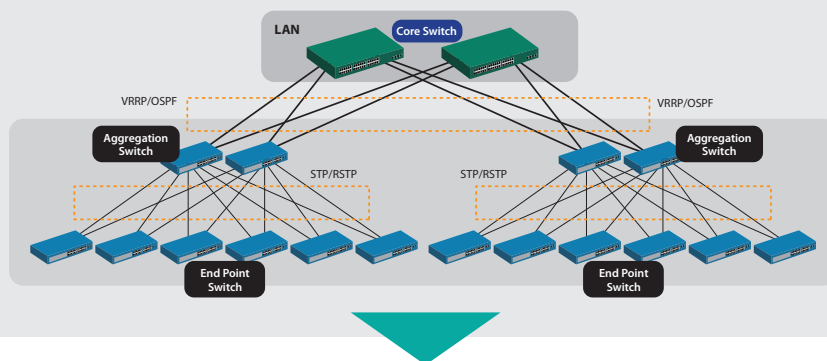 LAN
Core Switch
VRRP/OSPF
VRRP/OSPF
Aggregation
Switch
Aggregation
Switch
STP/RSTP
STP/RSTP
End Point
Switch
End Point
Switch